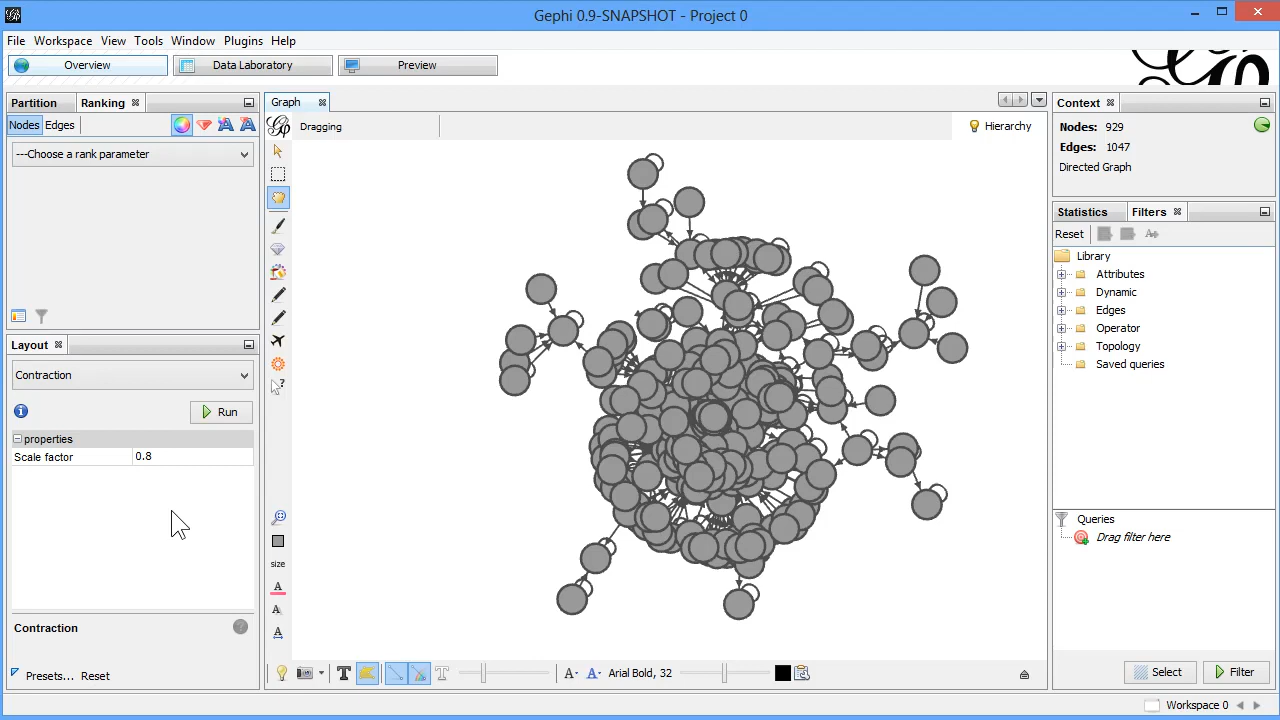 Gephi 0.9-SNAPSHOT - Project 0
File Workspace View Tools Window Plugins Help
Overview Data Laboratory Preview
Partition Ranking
Nodes Edges
---Choose a rank parameter
Layout
Contraction
Run
properties
Scale factor 0.8
Contraction
Presets... Reset
Graph
Dragging
Hierarchy
size
Arial Bold, 32
Context
Nodes: 929
Edges: 1047
Directed Graph
Statistics Filters
Reset
Library
Attributes
Dynamic
Edges
Operator
Topology
Saved queries
Queries
Drag filter here
Select Filter
Workspace 0